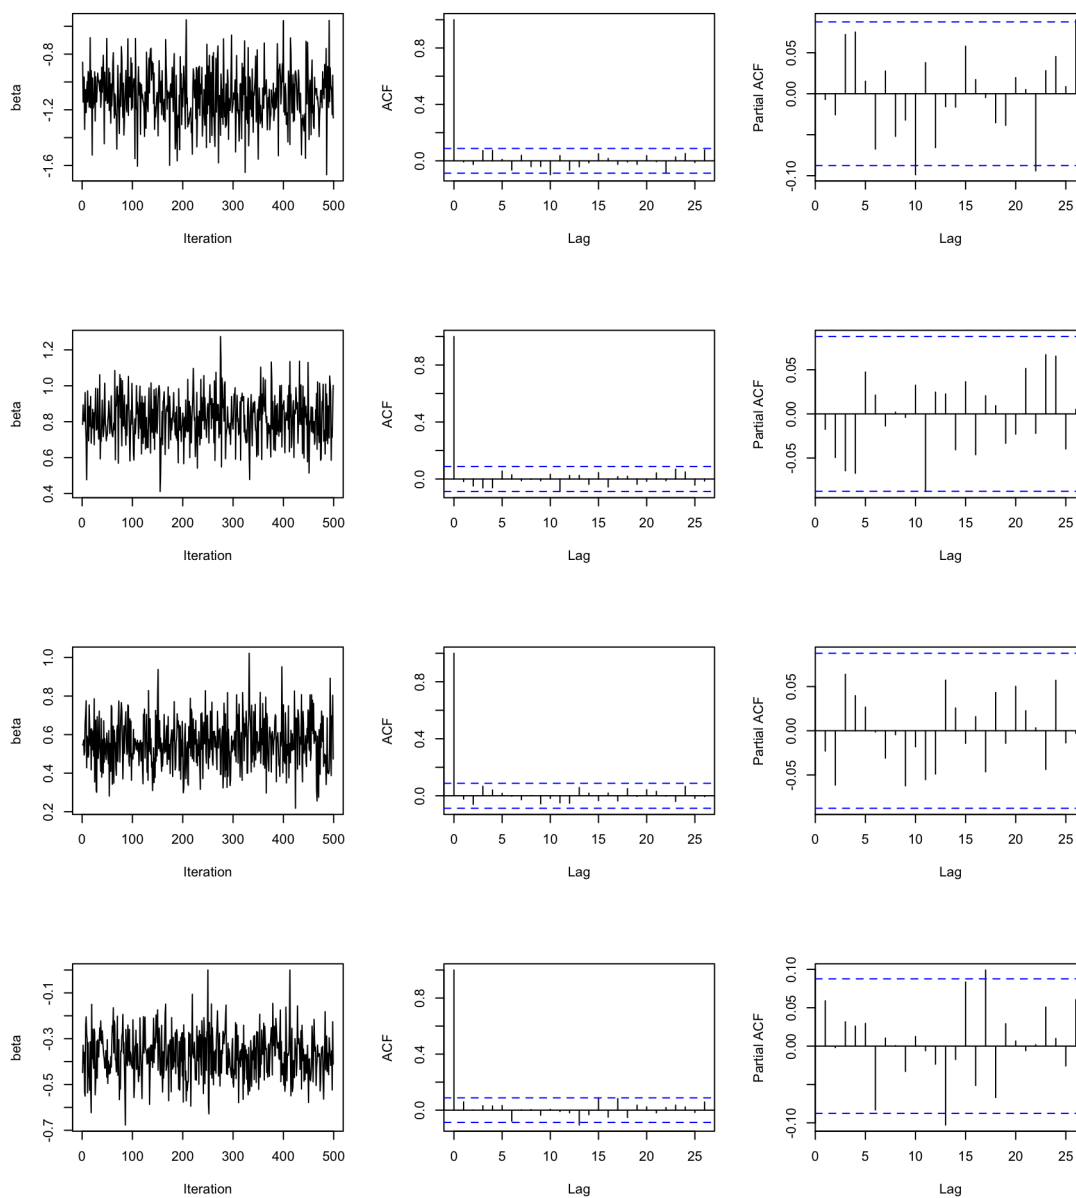 beta
-1.6 -1.2 -0.8
0 100 200 300 400 500
Iteration
ACF
0.0 0.4 0.8
0 5 10 15 20 25
Lag
Partial ACF
-0.10 0.00 0.05
0 5 10 15 20 25
Lag
beta
0.4 0.6 0.8 1.0 1.2
0 100 200 300 400 500
Iteration
ACF
0.0 0.4 0.8
0 5 10 15 20 25
Lag
Partial ACF
-0.05 0.00 0.05
0 5 10 15 20 25
Lag
beta
0.2 0.4 0.6 0.8 1.0
0 100 200 300 400 500
Iteration
ACF
0.0 0.4 0.8
0 5 10 15 20 25
Lag
Partial ACF
-0.05 0.00 0.05
0 5 10 15 20 25
Lag
beta
-0.7 -0.5 -0.3 -0.1
0 100 200 300 400 500
Iteration
ACF
0.0 0.4 0.8
0 5 10 15 20 25
Lag
Partial ACF
-0.10 0.00 0.05 0.10
0 5 10 15 20 25
Lag